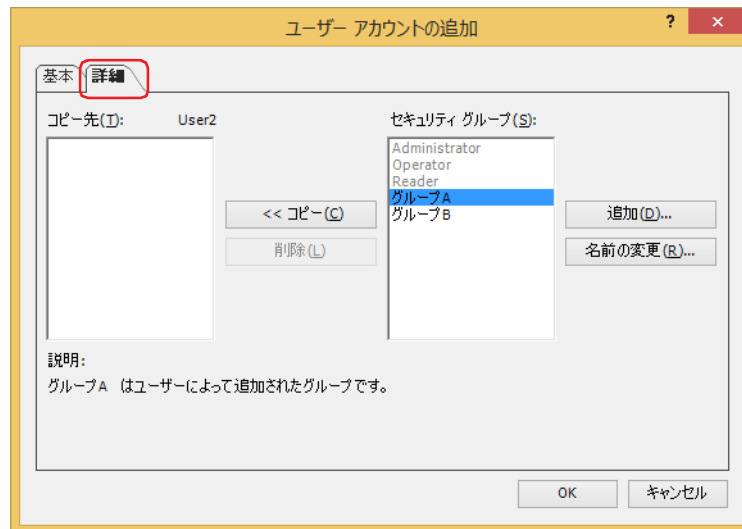 ユーザー アカウントの追加
? ×
基本 詳細
コピー先(T): User2 セキュリティ グループ(S):
Administrator
Operator
Reader
グループA
グループB
<< コピー(C) 追加(D)...
削除(L) 名前の変更(R)...
説明:
グループA はユーザーによって追加されたグループです。
OK キャンセル